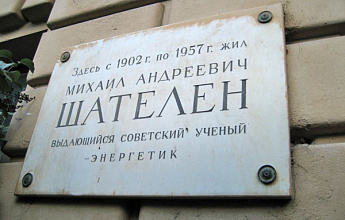 Здесь с 1902 г. по 1957 г. жил
МИХАИЛ АНДРЕЕВИЧ
ШАТЕЛЕН
ВЫДАЮЩИЙСЯ СОВЕТСКИЙ УЧЕНЫЙ
-ЭНЕРГЕТИК